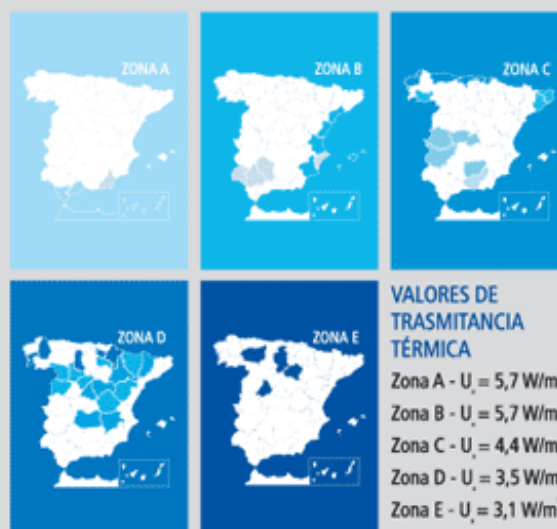 ZONA A
ZONA B
ZONA C
ZONA D
ZONA E
VALORES DE
TRASMITANCIA
TÉRMICA
Zona A - U = 5,7 W/m
Zona B - U = 5,7 W/m
Zona C - U = 4,4 W/m
Zona D - U = 3,5 W/m
Zona E - U = 3,1 W/m